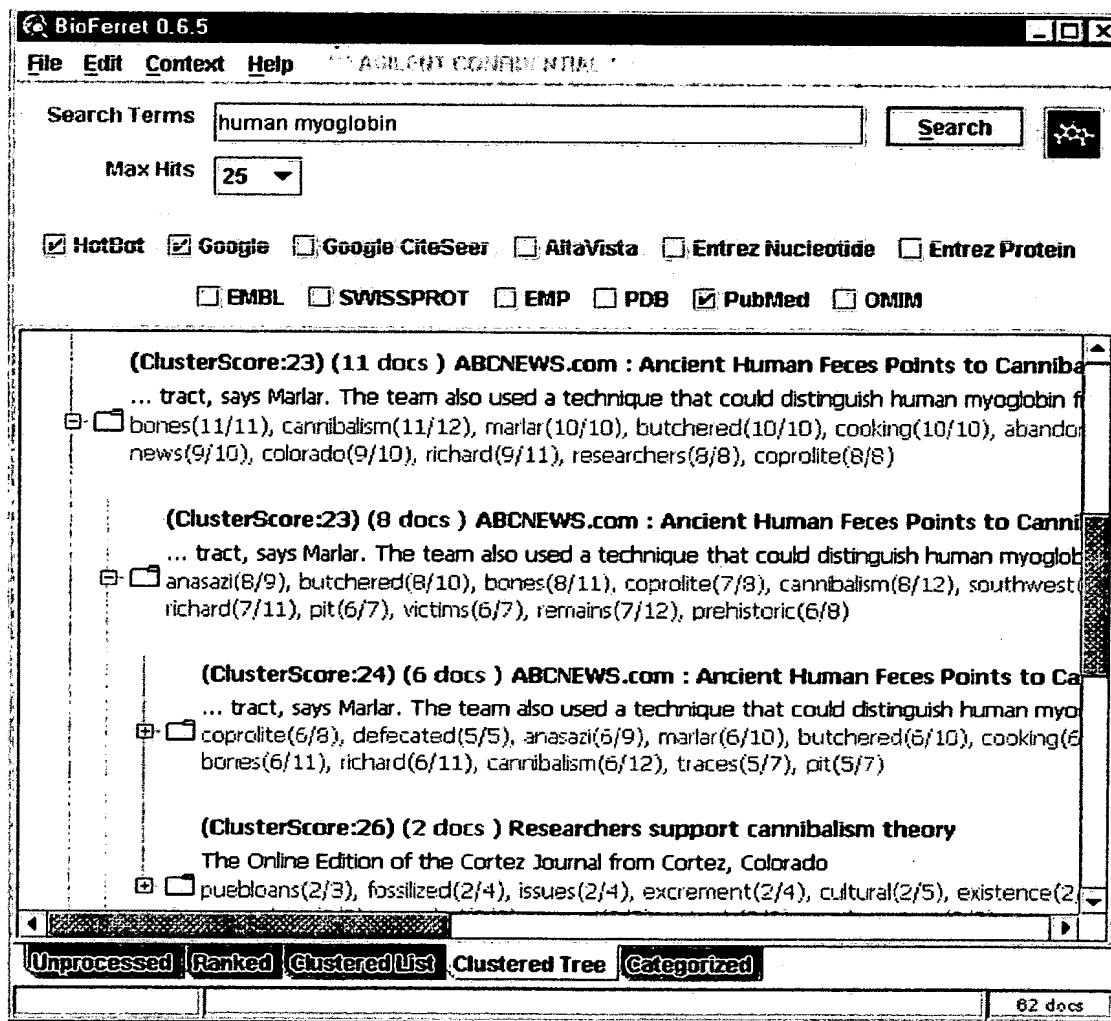 BioFerret 0.6.5
File Edit Context Help ** AGILENT CONFIDENTIAL **
Search Terms human myoglobin Search
Max Hits 25
HotBot Google Google CiteSeer AltaVista Entrez Nucleotide Entrez Protein
EMBL SWISSPROT EMP PDB PubMed OMIM
(ClusterScore:23) (11 docs ) ABCNEWS.com : Ancient Human Feces Points to Canniba
... tract, says Marlar. The team also used a technique that could distinguish human myoglobin f
bones(11/11), cannibalism(11/12), marlar(10/10), butchered(10/10), cooking(10/10), abandor
news(9/10), colorado(9/10), richard(9/11), researchers(8/8), coprolite(8/8)
(ClusterScore:23) (8 docs ) ABCNEWS.com : Ancient Human Feces Points to Canni
... tract, says Marlar. The team also used a technique that could distinguish human myoglob
anasazi(8/9), butchered(8/10), bones(8/11), coprolite(7/8), cannibalism(8/12), southwest(
richard(7/11), pit(6/7), victims(6/7), remains(7/12), prehistoric(6/8)
(ClusterScore:24) (6 docs ) ABCNEWS.com : Ancient Human Feces Points to Ca
... tract, says Marlar. The team also used a technique that could distinguish human myo
coprolite(6/8), defecated(5/5), anasazi(6/9), marlar(6/10), butchered(6/10), cooking(6
bones(6/11), richard(6/11), cannibalism(6/12), traces(5/7), pit(5/7)
(ClusterScore:26) (2 docs ) Researchers support cannibalism theory
The Online Edition of the Cortez Journal from Cortez, Colorado
puebloans(2/3), fossilized(2/4), issues(2/4), excrement(2/4), cultural(2/5), existence(2/
Unprocessed Ranked Clustered List Clustered Tree Categorized
62 docs